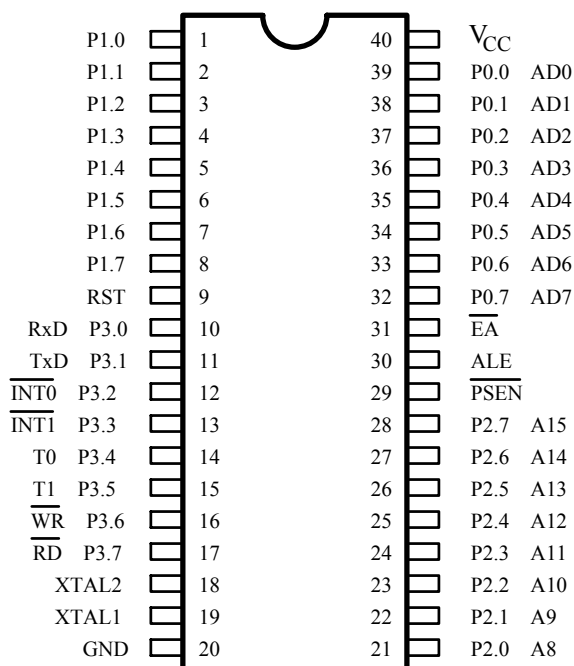 P1.0 1 40 VCC
P1.1 2 39 P0.0 AD0
P1.2 3 38 P0.1 AD1
P1.3 4 37 P0.2 AD2
P1.4 5 36 P0.3 AD3
P1.5 6 35 P0.4 AD4
P1.6 7 34 P0.5 AD5
P1.7 8 33 P0.6 AD6
RST 9 32 P0.7 AD7
RxD P3.0 10 31 E̅A̅
TxD P3.1 11 30 ALE
I̅N̅T̅0̅ P3.2 12 29 P̅S̅E̅N̅
I̅N̅T̅1̅ P3.3 13 28 P2.7 A15
T0 P3.4 14 27 P2.6 A14
T1 P3.5 15 26 P2.5 A13
W̅R̅ P3.6 16 25 P2.4 A12
R̅D̅ P3.7 17 24 P2.3 A11
XTAL2 18 23 P2.2 A10
XTAL1 19 22 P2.1 A9
GND 20 21 P2.0 A8